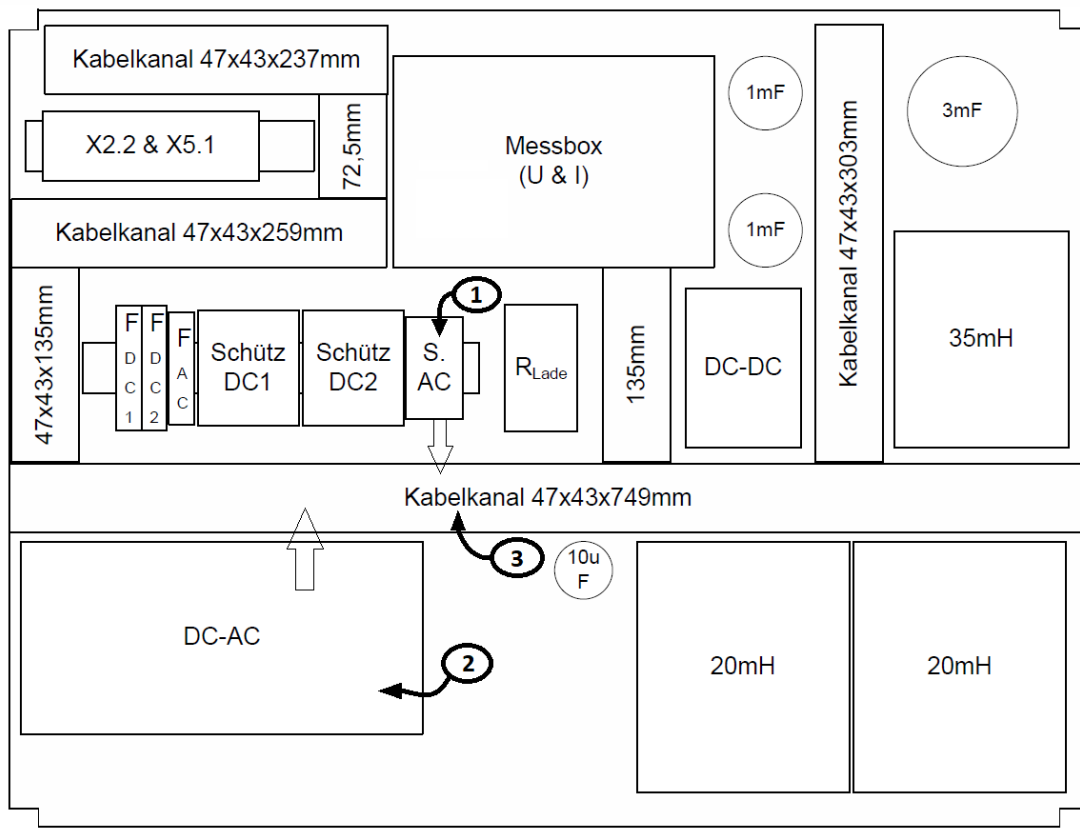 Kabelkanal 47x43x237mm
X2.2 & X5.1
72,5mm
Kabelkanal 47x43x259mm
Messbox
(U & I)
1mF
1mF
Kabelkanal 47x43x303mm
3mF
47x43x135mm
F
D
C
1
F
D
C
2
F
A
C
Schütz
DC1
Schütz
DC2
1
S.
AC
RLade
135mm
DC-DC
35mH
Kabelkanal 47x43x749mm
3
10u
F
DC-AC
2
20mH
20mH